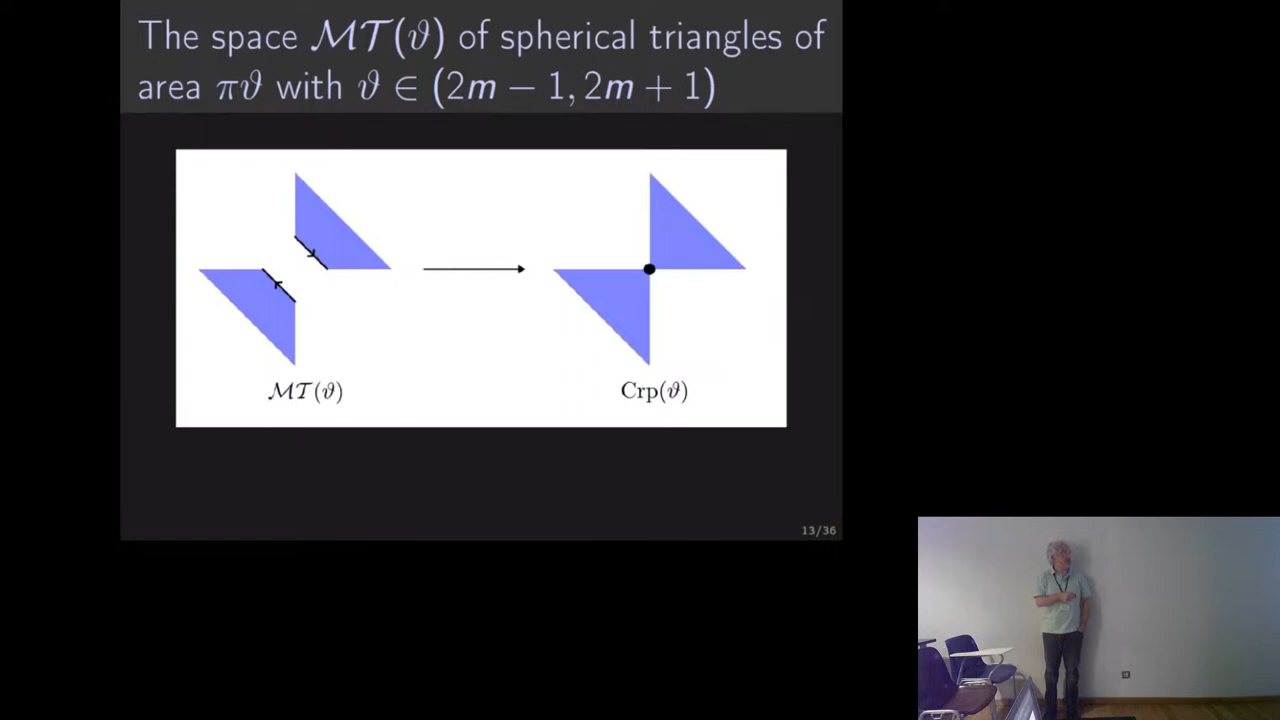 The space 𝓜𝓣(ϑ) of spherical triangles of
area πϑ with ϑ ∈ (2m − 1, 2m + 1)
𝓜𝓣(ϑ)
Crp(ϑ)
13/36